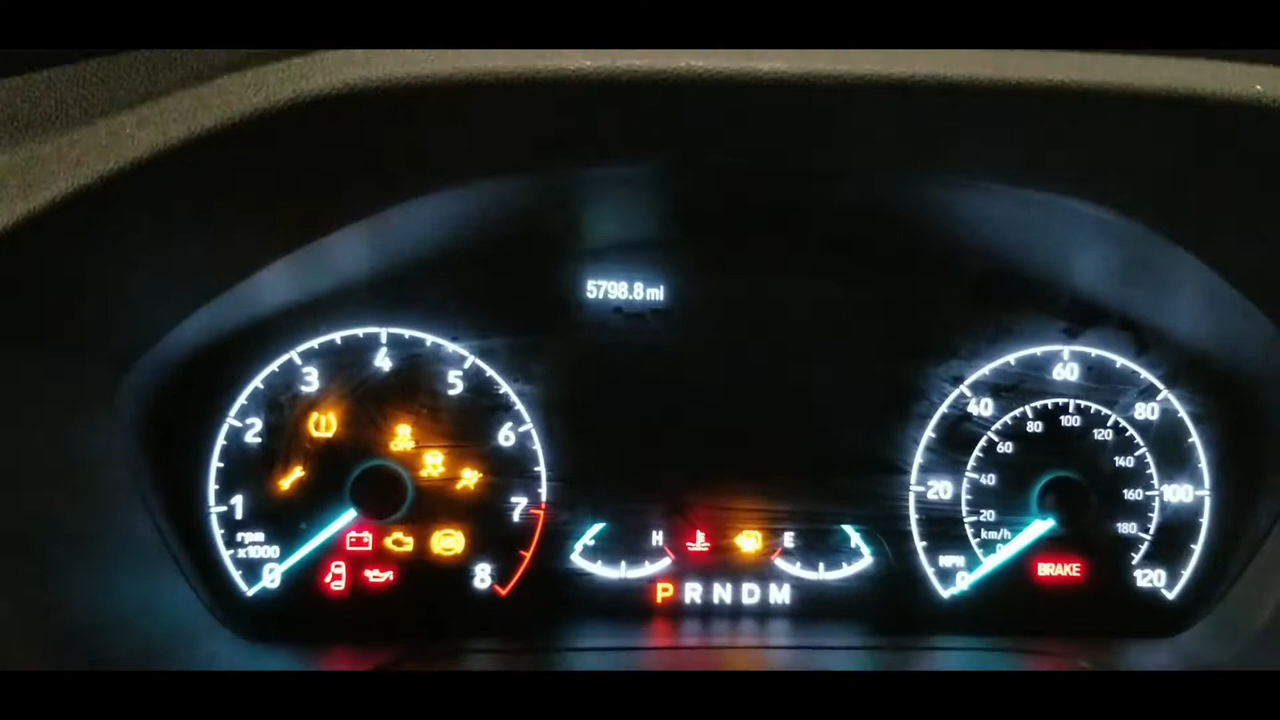 5798.8 mi
0 1 2 3 4 5 6 7 8
rpm
x1000
H
E
P R N D M
0 20 40 60 80 100 120
MPH
0 20 40 60 80 100 120 140 160 180
km/h
BRAKE